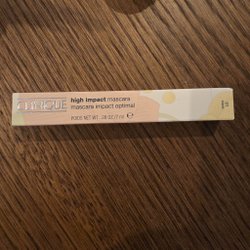 CLINIQUE
high impact mascara
mascara impact optimal
POIDS NET WT. .28 OZ/7 ml ℮